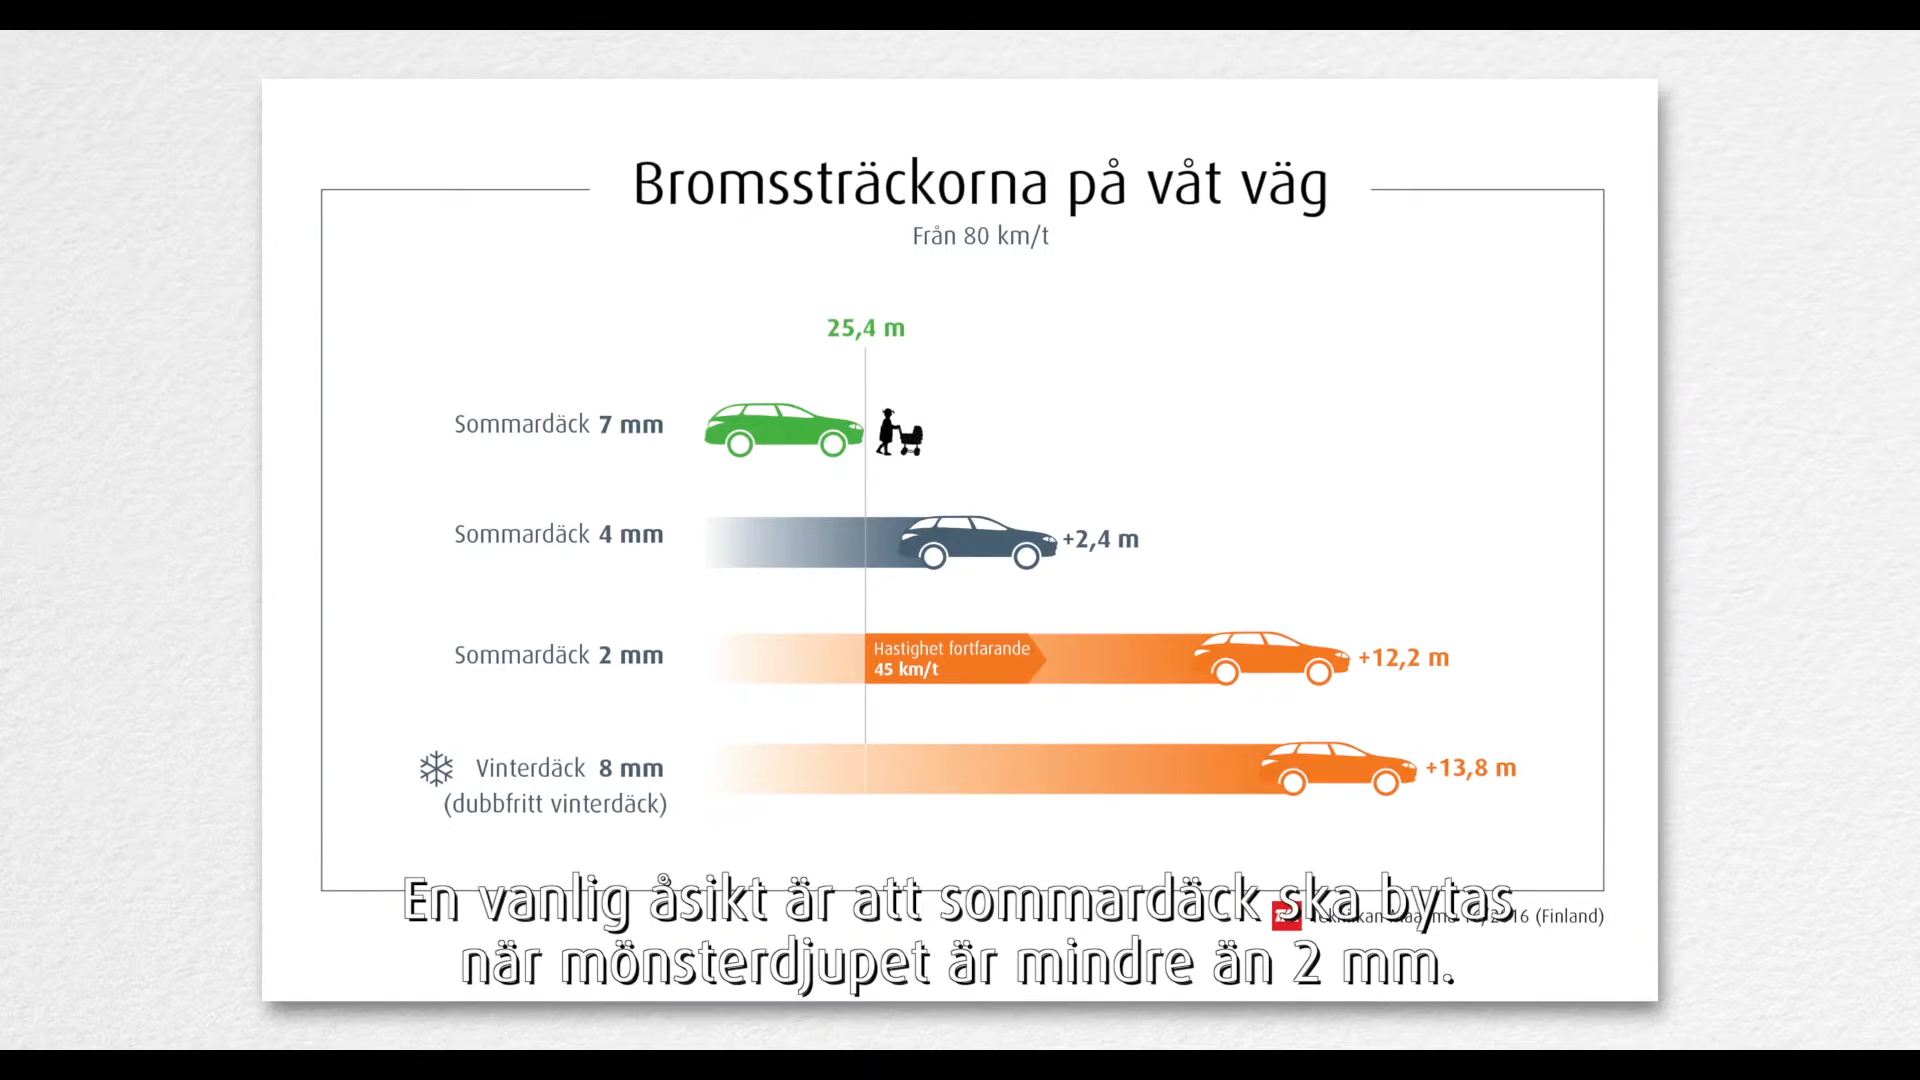 Bromssträckorna på våt väg
Från 80 km/t
25,4 m
Sommardäck 7 mm
Sommardäck 4 mm
+2,4 m
Sommardäck 2 mm
Hastighet fortfarande
45 km/t
+12,2 m
Vinterdäck 8 mm
(dubbfritt vinterdäck)
+13,8 m
(Finland)
En vanlig åsikt är att sommardäck ska bytas
när mönsterdjupet är mindre än 2 mm.